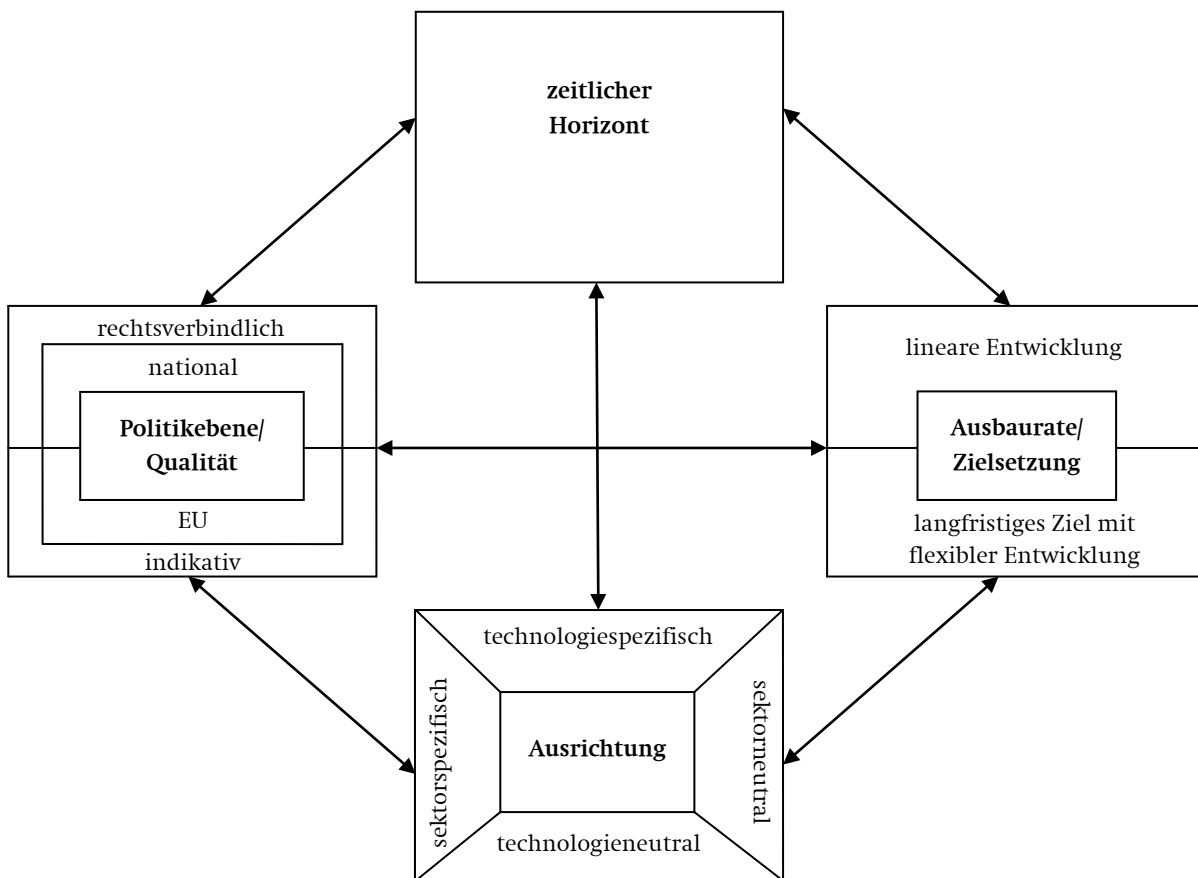 zeitlicher
Horizont
rechtsverbindlich
national
Politikebene/
Qualität
EU
indikativ
lineare Entwicklung
Ausbaurate/
Zielsetzung
langfristiges Ziel mit
flexibler Entwicklung
technologiespezifisch
sektorspezifisch
Ausrichtung
sektorneutral
technologieneutral